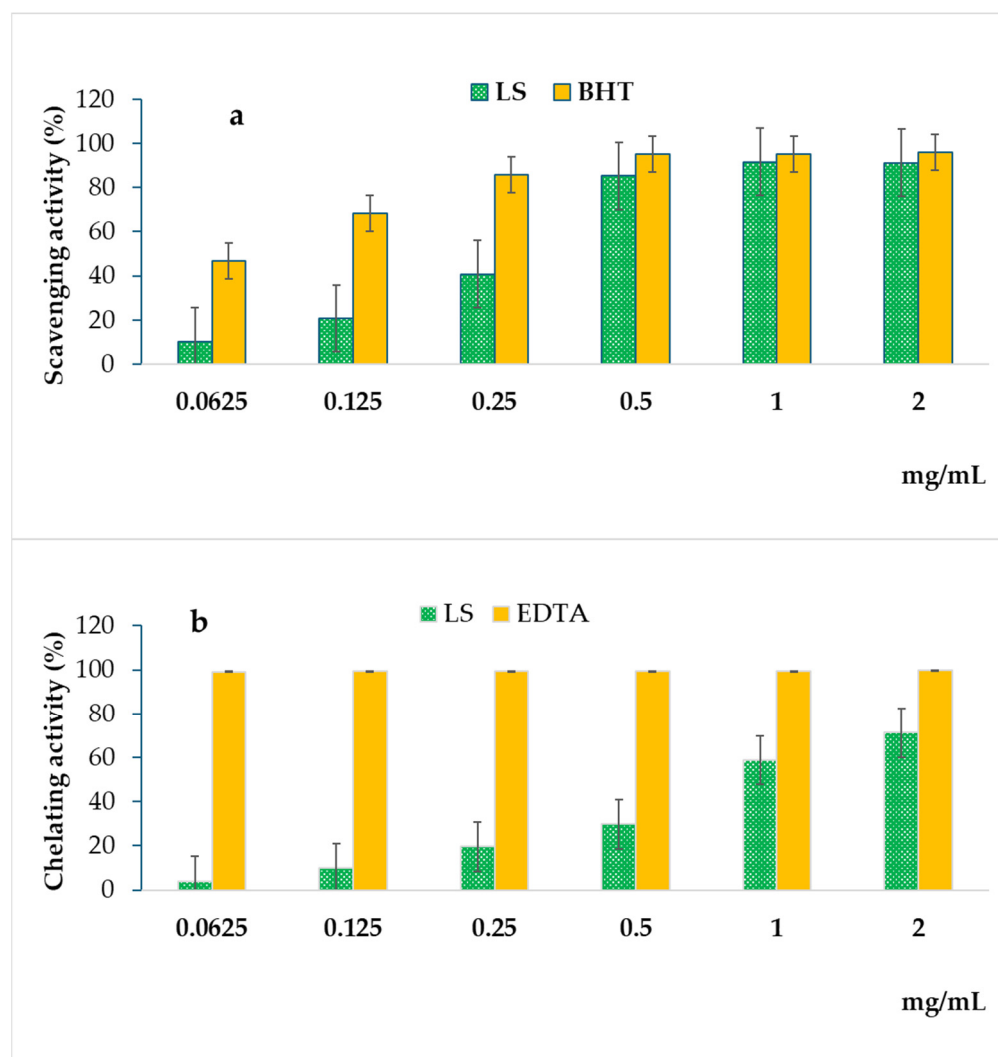 LS BHT
a
Scavenging activity (%)
120
100
80
60
40
20
0
0.0625 0.125 0.25 0.5 1 2
mg/mL
LS EDTA
b
Chelating activity (%)
120
100
80
60
40
20
0
0.0625 0.125 0.25 0.5 1 2
mg/mL